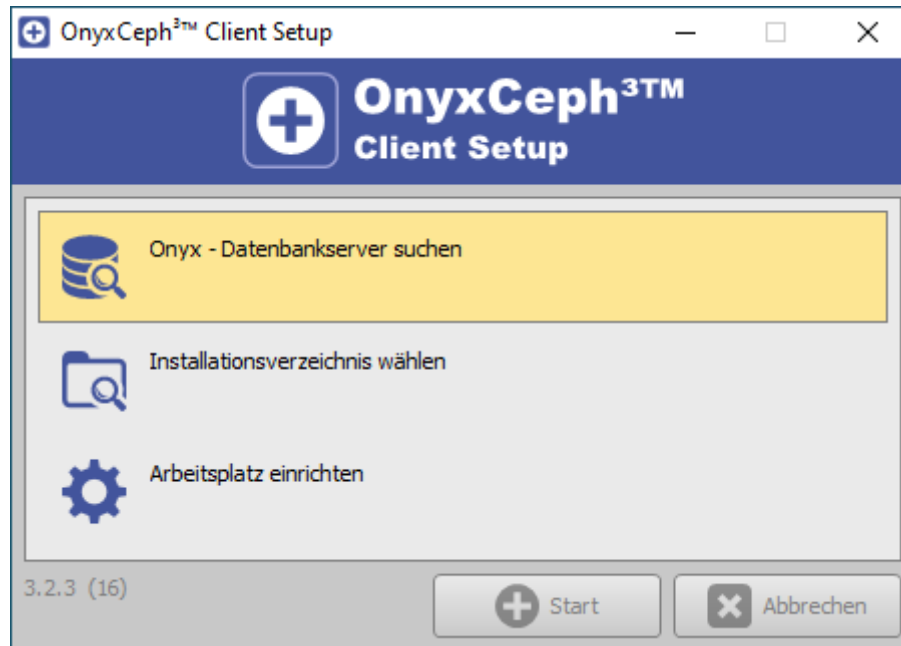 OnyxCeph³™ Client Setup
OnyxCeph³™
Client Setup
Onyx - Datenbankserver suchen
Installationsverzeichnis wählen
Arbeitsplatz einrichten
3.2.3 (16)
Start
Abbrechen